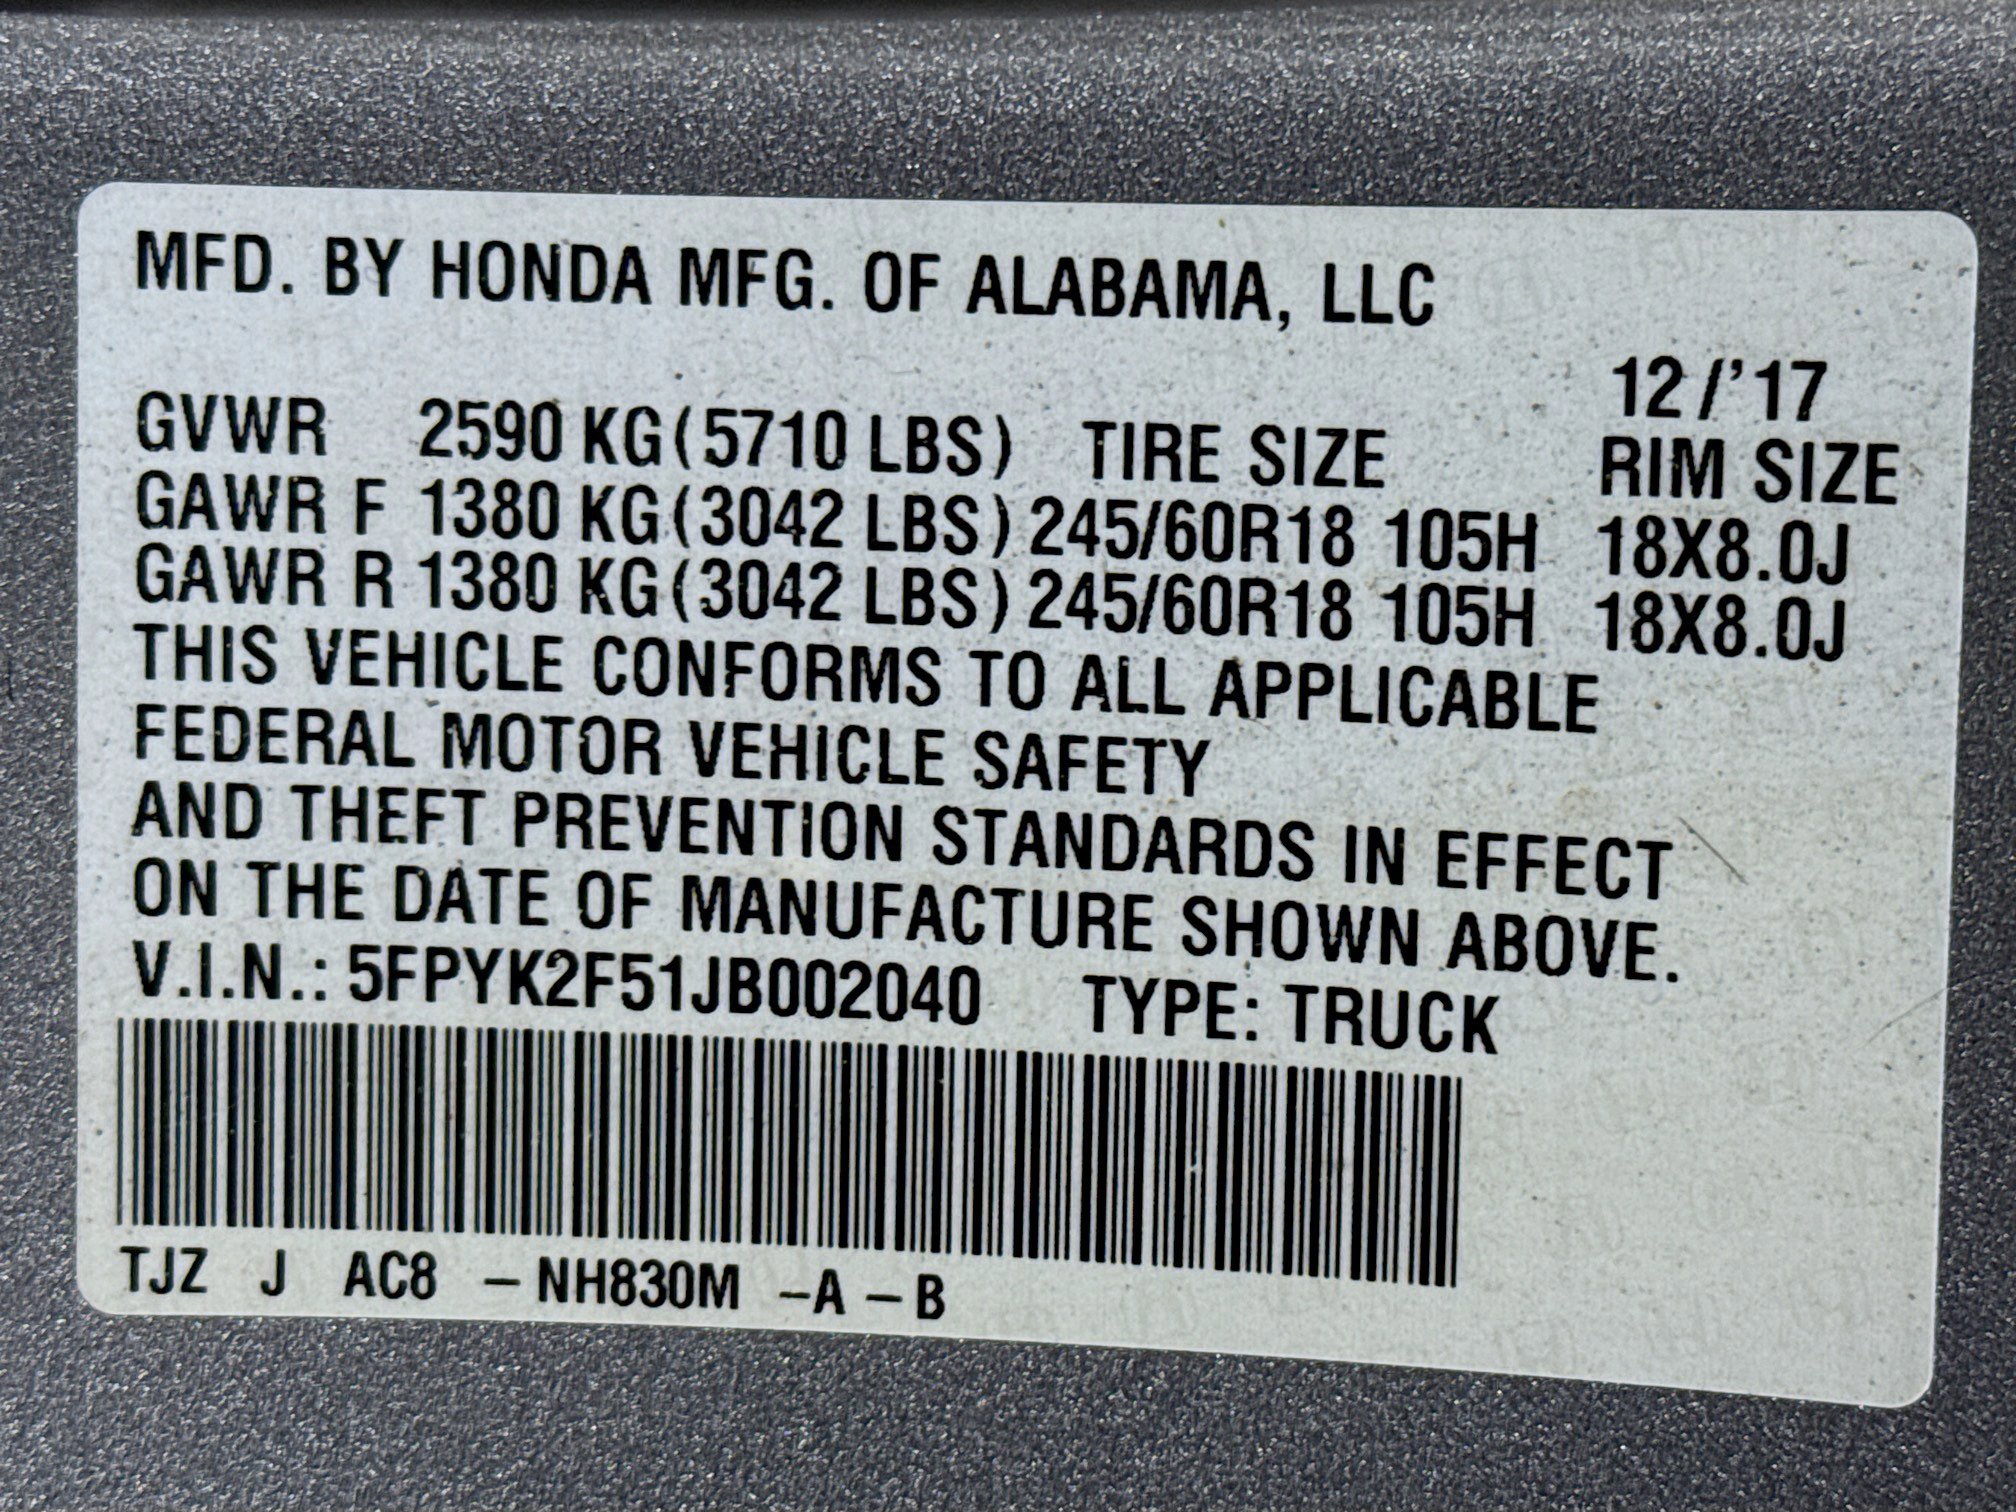 MFD. BY HONDA MFG. OF ALABAMA, LLC
12/'17
GVWR 2590 KG(5710 LBS) TIRE SIZE RIM SIZE
GAWR F 1380 KG(3042 LBS) 245/60R18 105H 18X8.0J
GAWR R 1380 KG(3042 LBS) 245/60R18 105H 18X8.0J
THIS VEHICLE CONFORMS TO ALL APPLICABLE
FEDERAL MOTOR VEHICLE SAFETY
AND THEFT PREVENTION STANDARDS IN EFFECT
ON THE DATE OF MANUFACTURE SHOWN ABOVE.
V.I.N.: 5FPYK2F51JB002040 TYPE: TRUCK
TJZ J AC8 –NH830M –A–B